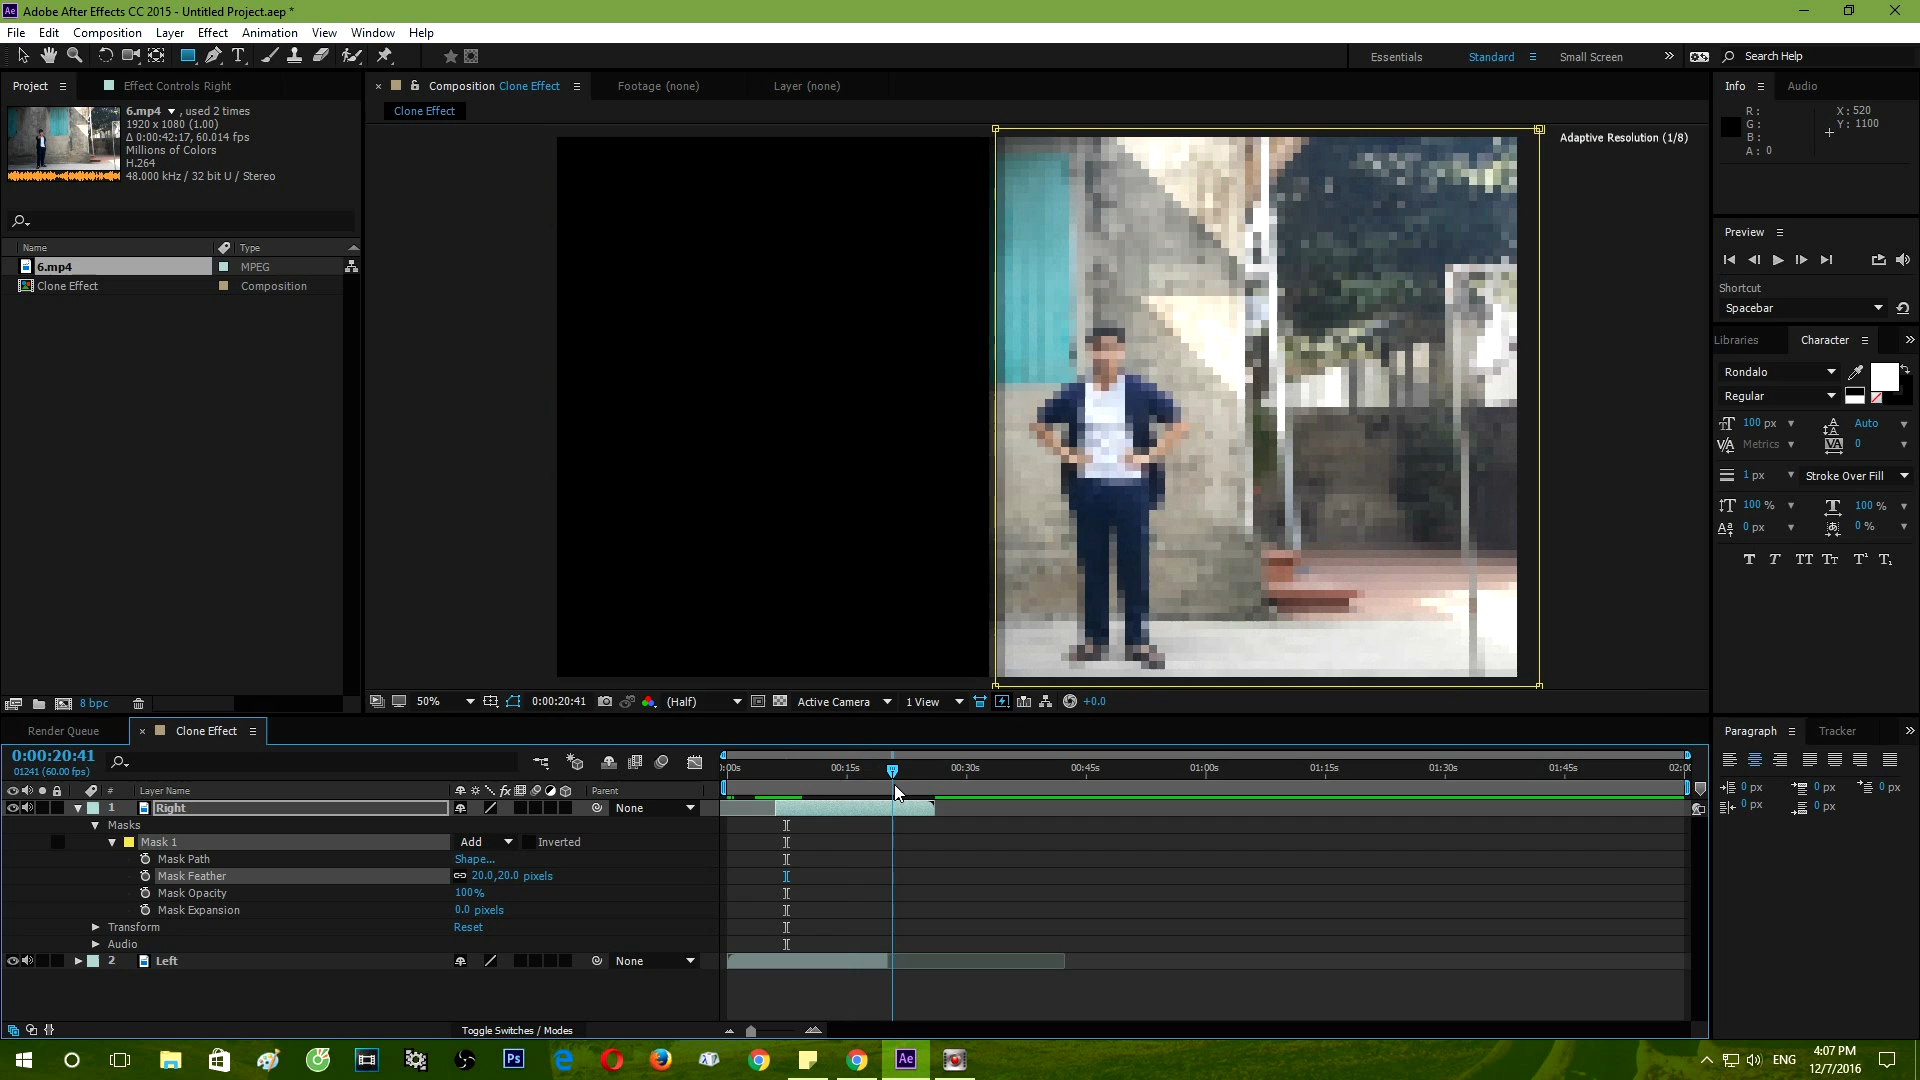 Adobe After Effects CC 2015 - Untitled Project.aep *
File Edit Composition Layer Effect Animation View Window Help
Essentials Standard Small Screen Search Help
Project Effect Controls Right
Composition Clone Effect Footage (none) Layer (none)
Info Audio
Clone Effect
6.mp4 , used 2 times
1920 x 1080 (1.00)
Δ 0:00:42:17, 60.014 fps
Millions of Colors
H.264
48.000 kHz / 32 bit U / Stereo
R: X: 520
G: Y: 1100
B:
A: 0
Adaptive Resolution (1/8)
Name Type
6.mp4 MPEG
Clone Effect Composition
Preview
Shortcut
Spacebar
Libraries Character
Rondalo
Regular
100 px Auto
Metrics 0
1 px Stroke Over Fill
100 % 100 %
0 px 0 %
T T TT Tт T¹ T₁
8 bpc
50% 0:00:20:41 (Half) Active Camera 1 View +0.0
Render Queue Clone Effect
Paragraph Tracker
0:00:20:41
01241 (60.00 fps)
00:15s 00:30s 00:45s 01:00s 01:15s 01:30s 01:45s
# Layer Name fx Parent
1 Right None
Masks
Mask 1 Add Inverted
Mask Path Shape...
Mask Feather 20.0,20.0 pixels
Mask Opacity 100%
Mask Expansion 0.0 pixels
Transform Reset
Audio
2 Left None
0 px 0 px 0 px
0 px 0 px
Toggle Switches / Modes
Ps Ae ENG
4:07 PM
12/7/2016